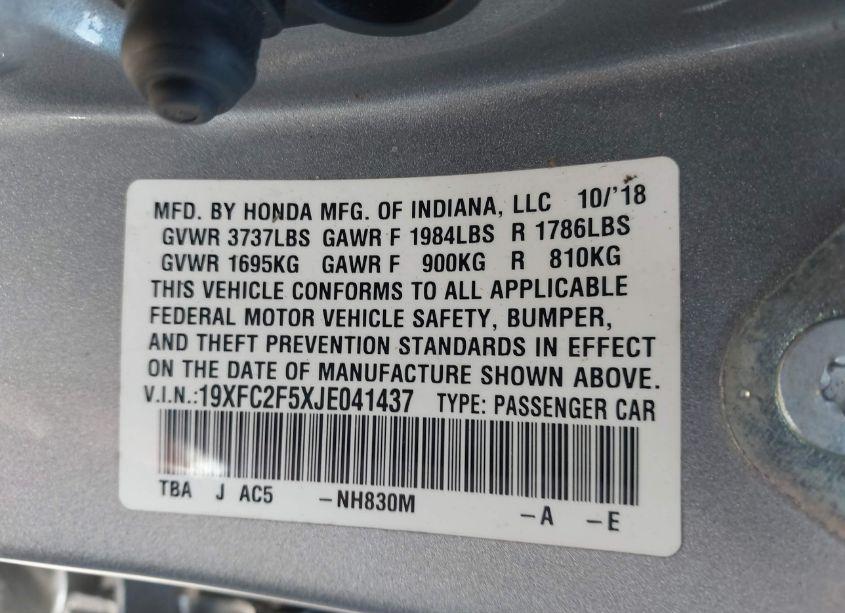 MFD. BY HONDA MFG. OF INDIANA, LLC 10/'18
GVWR 3737LBS GAWR F 1984LBS R 1786LBS
GVWR 1695KG GAWR F 900KG R 810KG
THIS VEHICLE CONFORMS TO ALL APPLICABLE
FEDERAL MOTOR VEHICLE SAFETY, BUMPER,
AND THEFT PREVENTION STANDARDS IN EFFECT
ON THE DATE OF MANUFACTURE SHOWN ABOVE.
V.I.N.:19XFC2F5XJE041437 TYPE: PASSENGER CAR
TBA J AC5 –NH830M –A –E